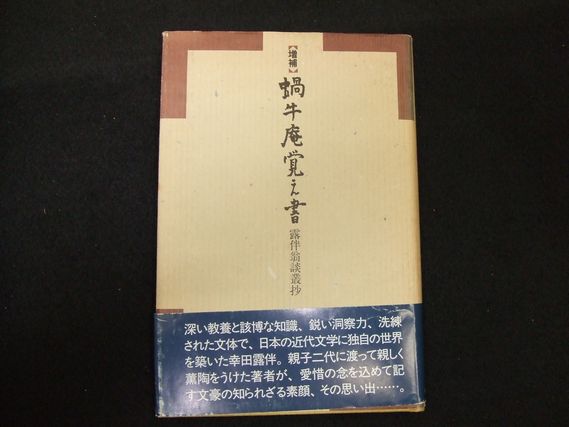 【増補】
蝸牛庵覚え書
露伴翁談叢抄
深い教養と該博な知識、鋭い洞察力、洗練
された文体で、日本の近代文学に独自の世界
を築いた幸田露伴。親子二代に渡って親しく
薫陶をうけた著者が、愛惜の念を込めて記
す文豪の知られざる素顔、その思い出……。